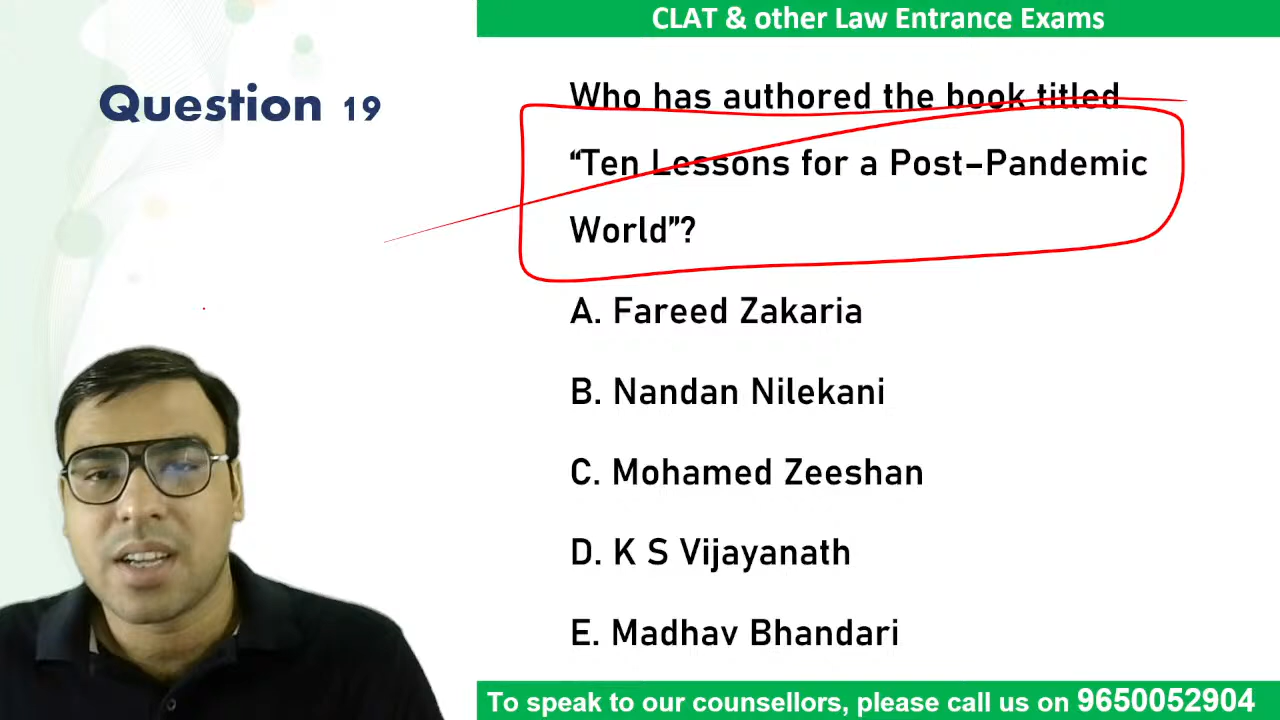 CLAT & other Law Entrance Exams
Question 19
Who has authored the book titled
“Ten Lessons for a Post-Pandemic
World”?
A. Fareed Zakaria
B. Nandan Nilekani
C. Mohamed Zeeshan
D. K S Vijayanath
E. Madhav Bhandari
To speak to our counsellors, please call us on 9650052904